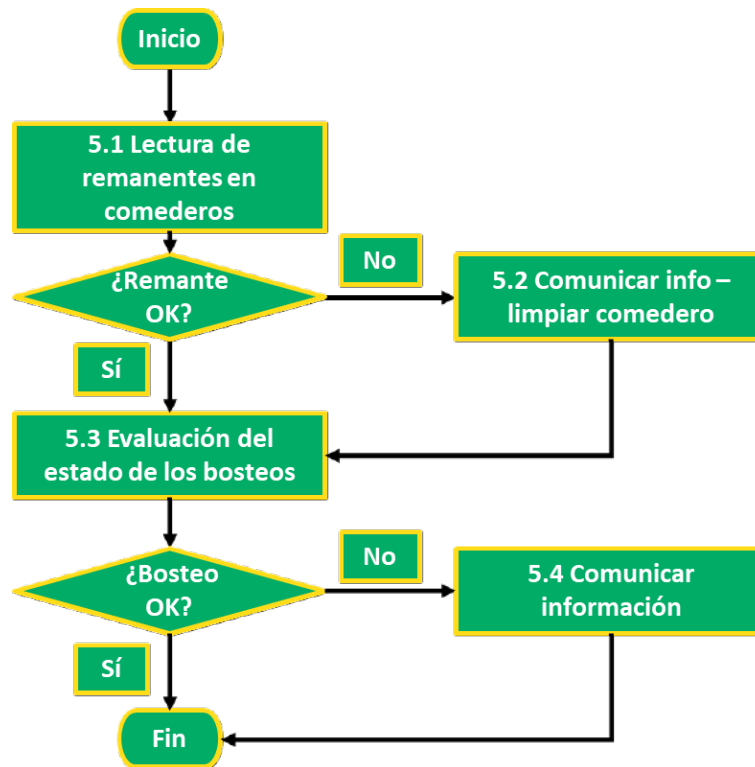 Inicio
5.1 Lectura de
remanentes en
comederos
¿Remante
OK?
No
5.2 Comunicar info –
limpiar comedero
Sí
5.3 Evaluación del
estado de los bosteos
¿Bosteo
OK?
No
5.4 Comunicar
información
Sí
Fin